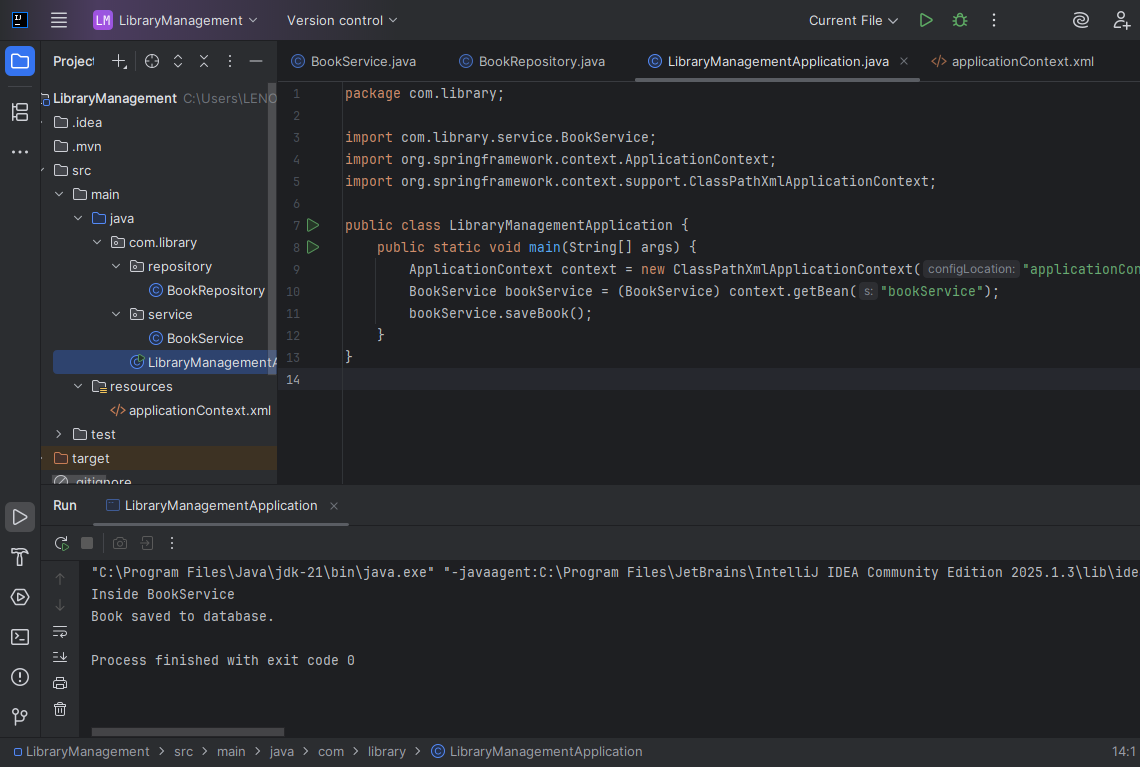 LM LibraryManagement Version control Current File
Project
BookService.java BookRepository.java LibraryManagementApplication.java applicationContext.xml
LibraryManagement C:\Users\LENO
.idea
.mvn
src
main
java
com.library
repository
BookRepository
service
BookService
LibraryManagementA
resources
applicationContext.xml
test
target
.gitignore
1 package com.library;
2
3 import com.library.service.BookService;
4 import org.springframework.context.ApplicationContext;
5 import org.springframework.context.support.ClassPathXmlApplicationContext;
6
7 public class LibraryManagementApplication {
8 public static void main(String[] args) {
9 ApplicationContext context = new ClassPathXmlApplicationContext( configLocation: "applicationCon
10 BookService bookService = (BookService) context.getBean( s: "bookService");
11 bookService.saveBook();
12 }
13 }
14
Run LibraryManagementApplication
"C:\Program Files\Java\jdk-21\bin\java.exe" "-javaagent:C:\Program Files\JetBrains\IntelliJ IDEA Community Edition 2025.1.3\lib\ide
Inside BookService
Book saved to database.
Process finished with exit code 0
LibraryManagement > src > main > java > com > library > LibraryManagementApplication 14:1